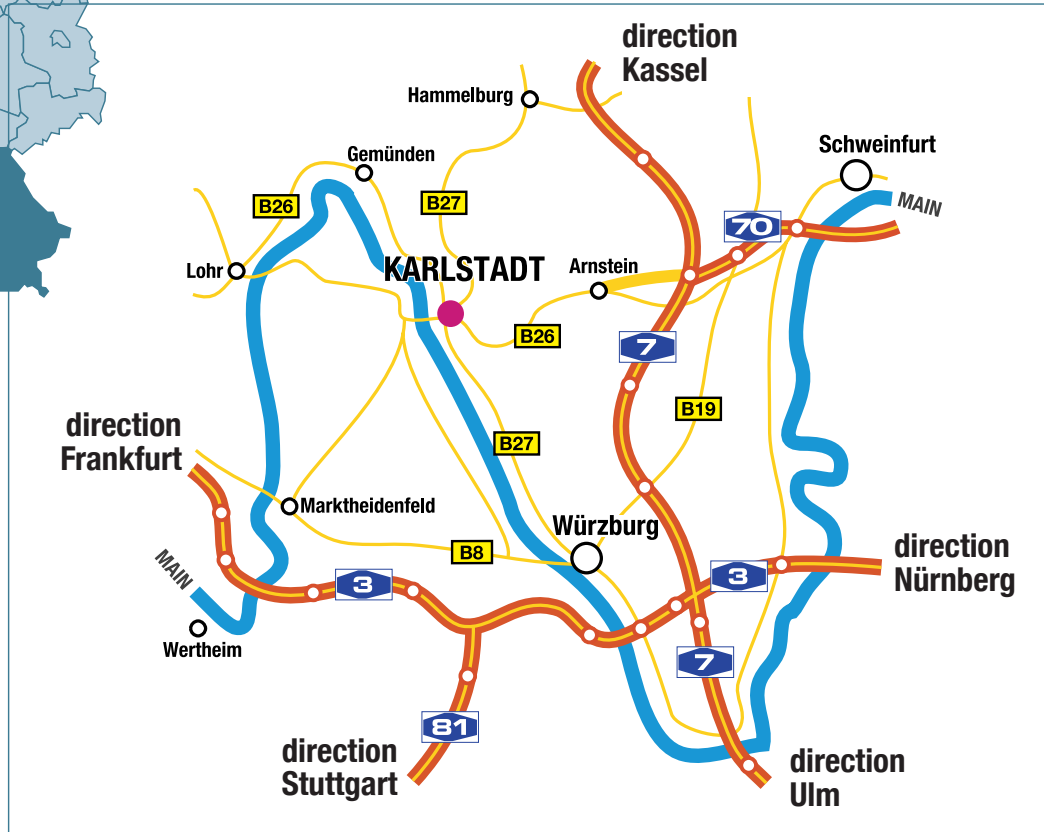 direction
Kassel
Hammelburg
Schweinfurt
Gemünden
B26
B27
MAIN
70
Lohr
KARLSTADT
Arnstein
B26
7
B19
direction
Frankfurt
B27
Marktheidenfeld
Würzburg
B8
direction
Nürnberg
MAIN
3
3
Wertheim
7
81
direction
Stuttgart
direction
Ulm